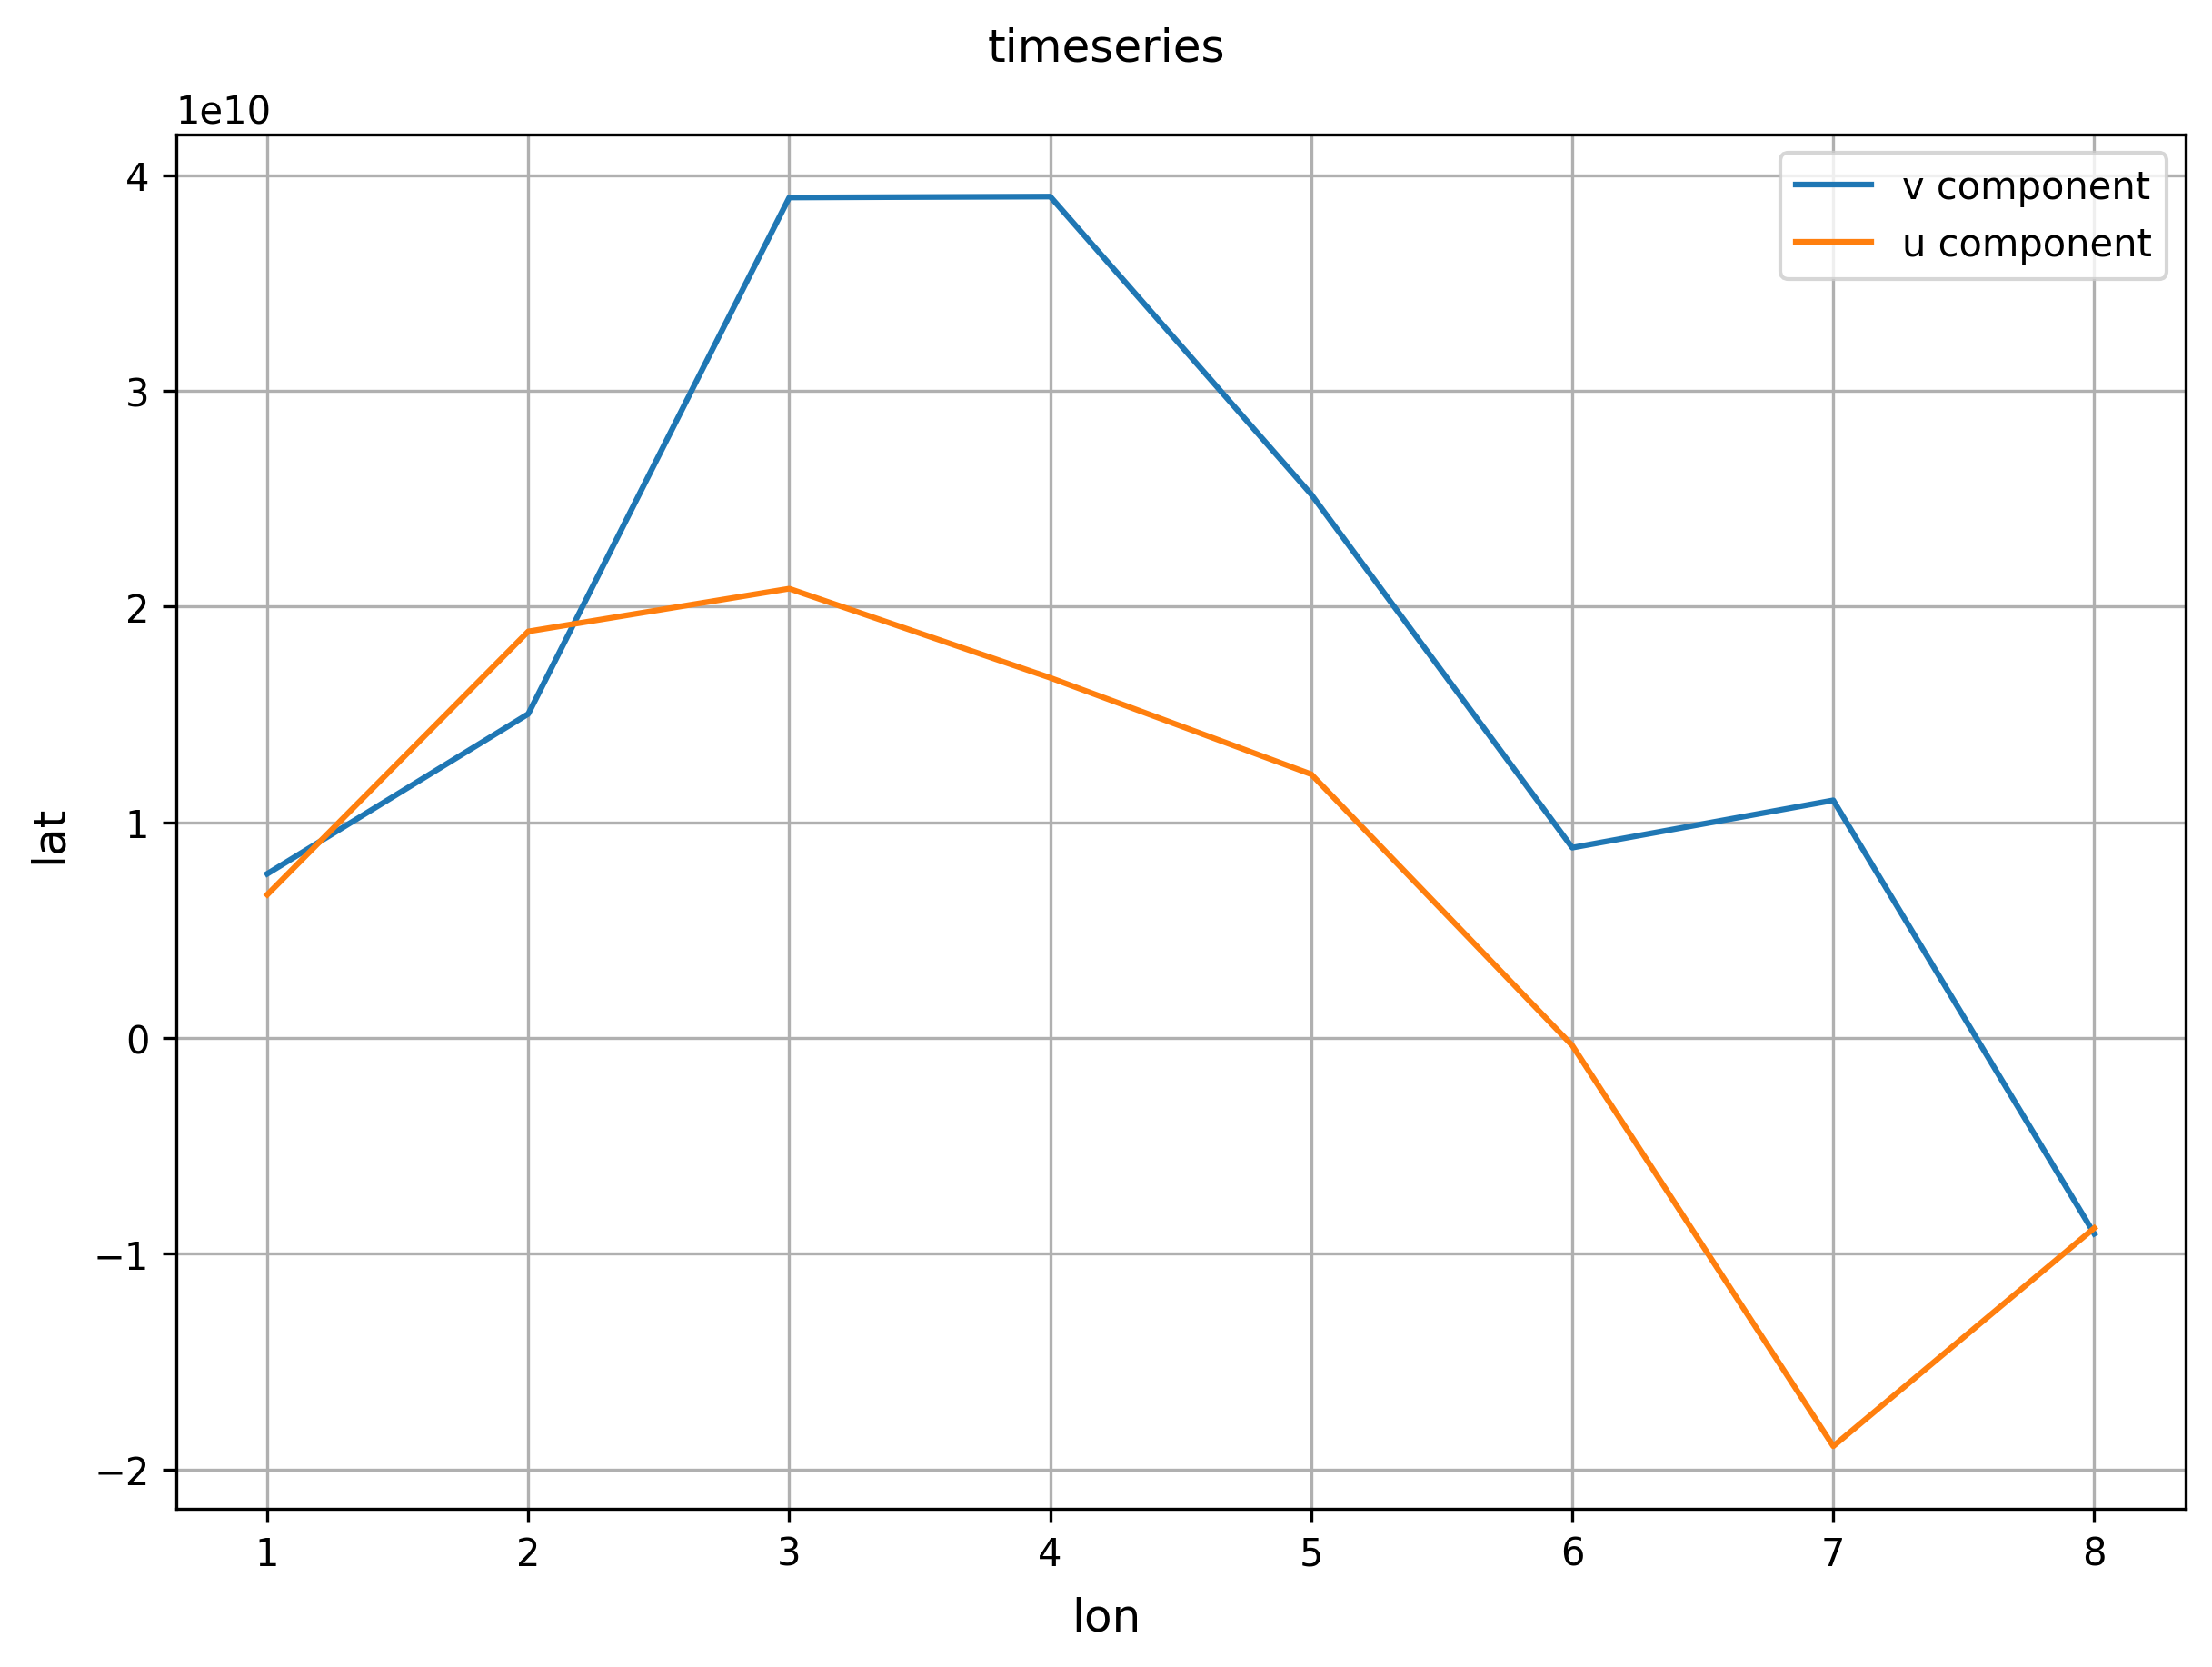 timeseries
1e10
v component
u component
4
3
2
1
0
−1
−2
lat
1 2 3 4 5 6 7 8
lon